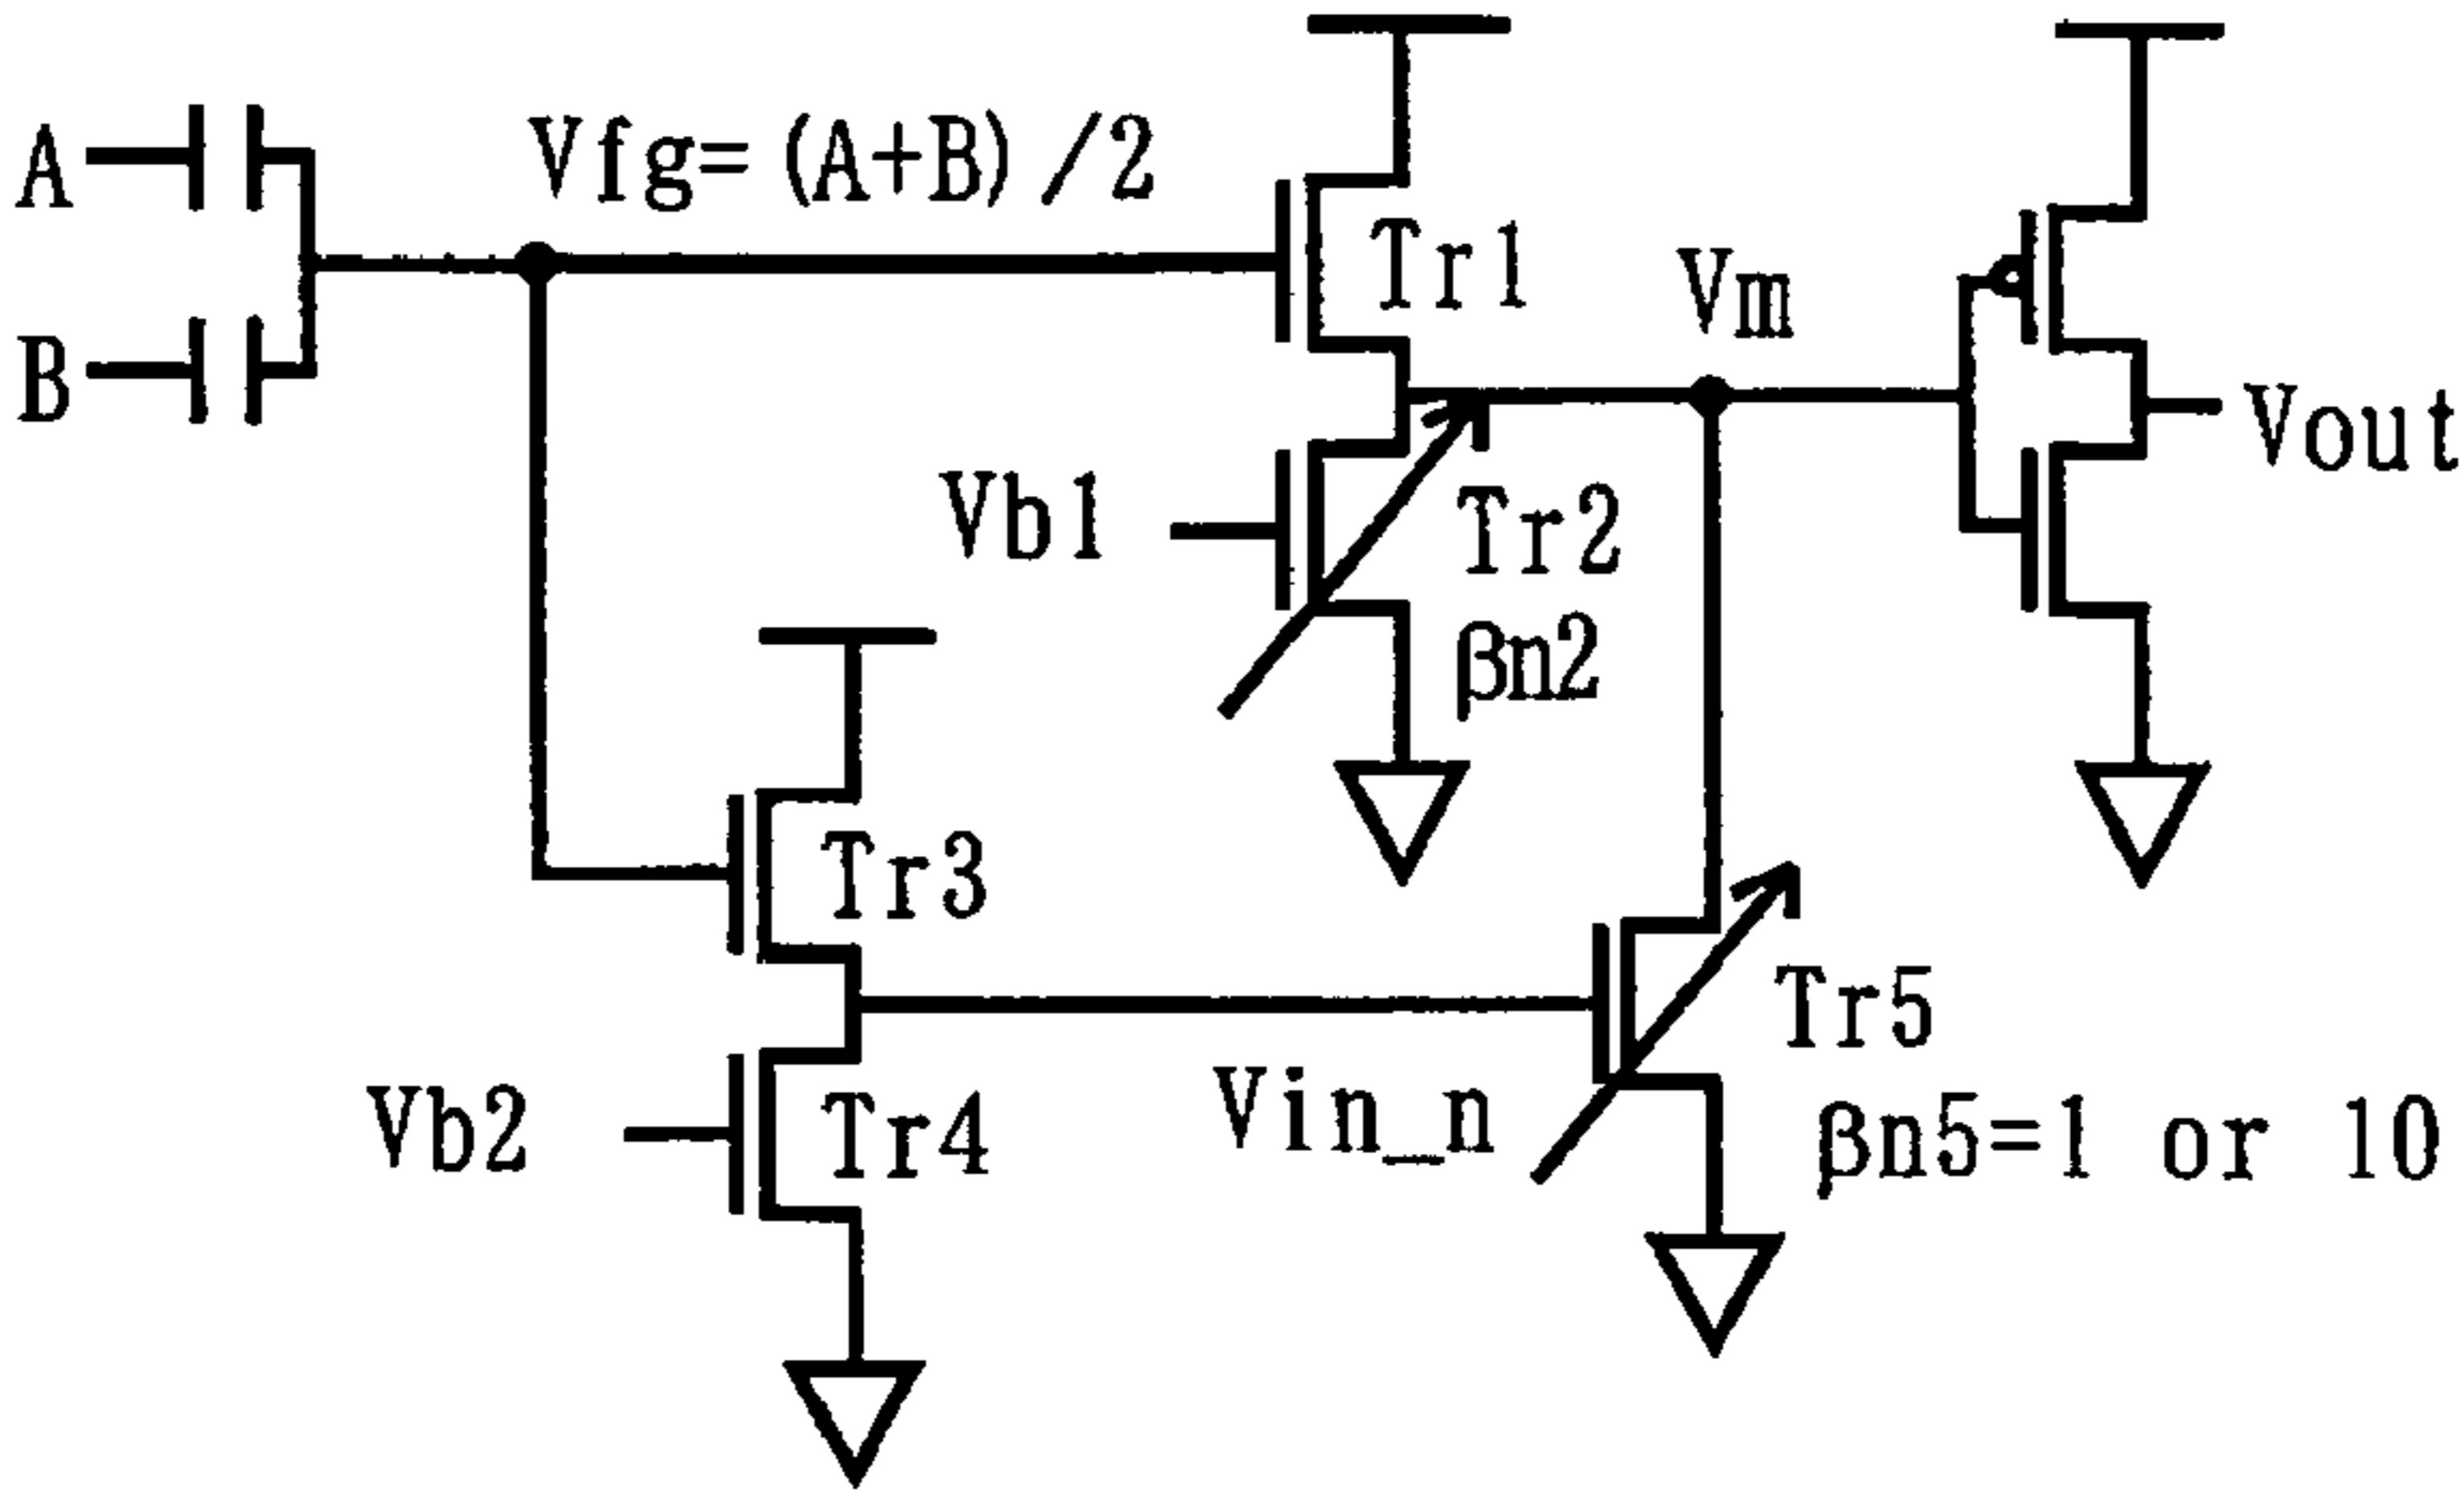 A
Vfg=(A+B)/2
B
Tr1
Vm
Vout
Vb1
Tr2
βn2
Tr3
Tr5
Vb2
Tr4
Vin_n
βn5=1 or 10